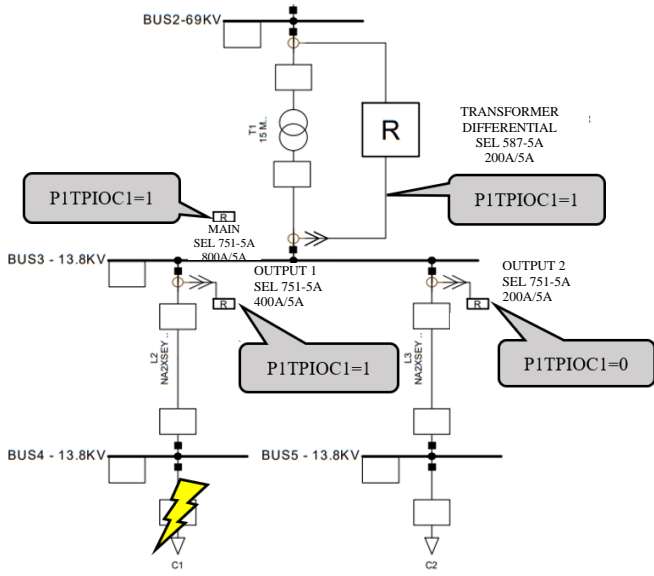 BUS2-69KV
T1
15 M..
R
TRANSFORMER
DIFFERENTIAL
SEL 587-5A
200A/5A
P1TPIOC1=1
P1TPIOC1=1
R
MAIN
SEL 751-5A
800A/5A
BUS3 - 13.8KV
OUTPUT 1
SEL 751-5A
400A/5A
R
OUTPUT 2
SEL 751-5A
200A/5A
R
L2
NA2XSEY ..
P1TPIOC1=1
L3
NA2XSEY ..
P1TPIOC1=0
BUS4 - 13.8KV
BUS5 - 13.8KV
C1
C2